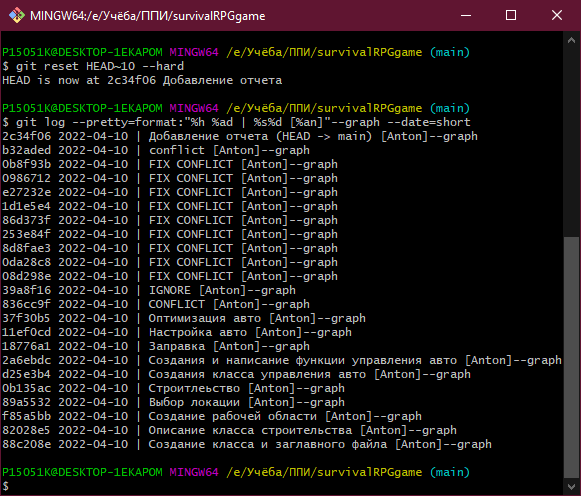 MINGW64:/e/Учёба/ППИ/survivalRPGgame
P15O51K@DESKTOP-1EKAPOM MINGW64 /e/Учёба/ППИ/survivalRPGgame (main)
$ git reset HEAD~10 --hard
HEAD is now at 2c34f06 Добавление отчета
P15O51K@DESKTOP-1EKAPOM MINGW64 /e/Учёба/ППИ/survivalRPGgame (main)
$ git log --pretty=format:"%h %ad | %s%d [%an]"--graph --date=short
2c34f06 2022-04-10 | Добавление отчета (HEAD -> main) [Anton]--graph
b32aded 2022-04-10 | conflict [Anton]--graph
0b8f93b 2022-04-10 | FIX CONFLICT [Anton]--graph
0986712 2022-04-10 | FIX CONFLICT [Anton]--graph
e27232e 2022-04-10 | FIX CONFLICT [Anton]--graph
1d1e5e4 2022-04-10 | FIX CONFLICT [Anton]--graph
86d373f 2022-04-10 | FIX CONFLICT [Anton]--graph
253e84f 2022-04-10 | FIX CONFLICT [Anton]--graph
8d8fae3 2022-04-10 | FIX CONFLICT [Anton]--graph
0da28c8 2022-04-10 | FIX CONFLICT [Anton]--graph
08d298e 2022-04-10 | FIX CONFLICT [Anton]--graph
39a8f16 2022-04-10 | IGNORE [Anton]--graph
836cc9f 2022-04-10 | CONFLICT [Anton]--graph
37f30b5 2022-04-10 | Оптимизация авто [Anton]--graph
11ef0cd 2022-04-10 | Настройка авто [Anton]--graph
18776a1 2022-04-10 | Заправка [Anton]--graph
2a6ebdc 2022-04-10 | Создания и написание функции управления авто [Anton]--graph
d25e3b4 2022-04-10 | Создания класса управления авто [Anton]--graph
0b135ac 2022-04-10 | Строитлеьство [Anton]--graph
89a5532 2022-04-10 | Выбор локации [Anton]--graph
f85a5bb 2022-04-10 | Создание рабочей области [Anton]--graph
82028e5 2022-04-10 | Описание класса строительства [Anton]--graph
88c208e 2022-04-10 | Создание класса и заглавного файла [Anton]--graph
P15O51K@DESKTOP-1EKAPOM MINGW64 /e/Учёба/ППИ/survivalRPGgame (main)
$